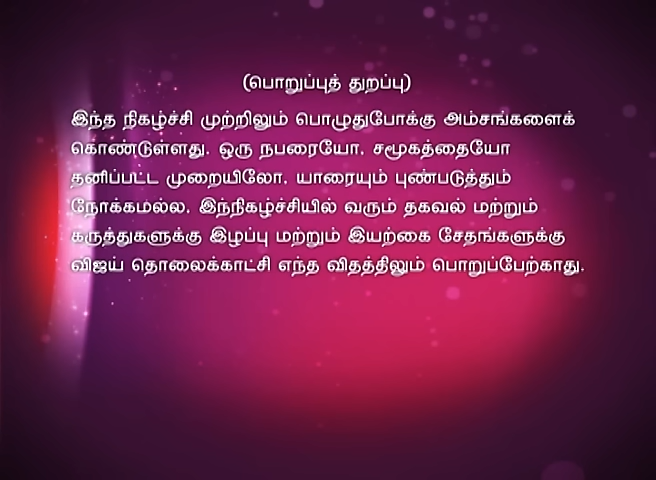 (பொறுப்புத் துறப்பு)
இந்த நிகழ்ச்சி முற்றிலும் பொழுதுபோக்கு அம்சங்களைக்
கொண்டுள்ளது. ஒரு நபரையோ, சமூகத்தையோ
தனிப்பட்ட முறையிலோ, யாரையும் புண்படுத்தும்
நோக்கமல்ல, இந்நிகழ்ச்சியில் வரும் தகவல் மற்றும்
கருத்துகளுக்கு இழப்பு மற்றும் இயற்கை சேதங்களுக்கு
விஜய் தொலைக்காட்சி எந்த விதத்திலும் பொறுப்பேற்காது.